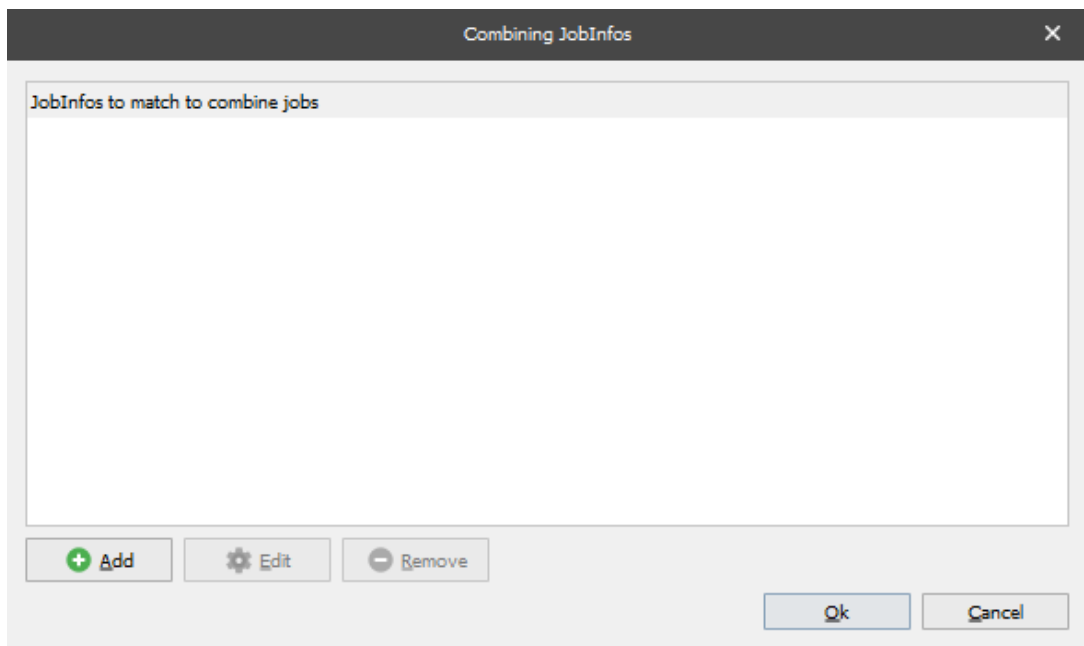 Combining JobInfos
JobInfos to match to combine jobs
Add
Edit
Remove
Ok
Cancel